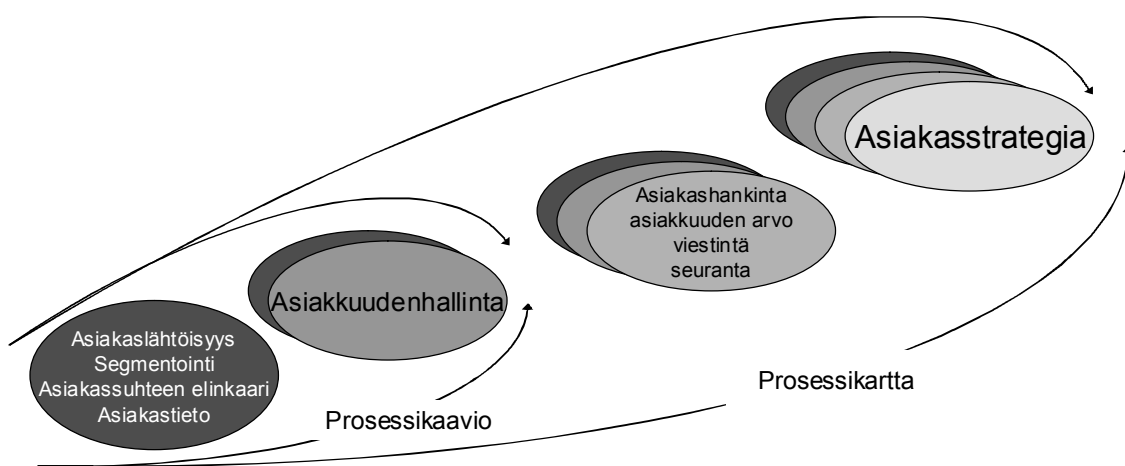 Asiakaslähtöisyys
Segmentointi
Asiakassuhteen elinkaari
Asiakastieto
Asiakkuudenhallinta
Prosessikaavio
Asiakashankinta
asiakkuuden arvo
viestintä
seuranta
Asiakasstrategia
Prosessikartta